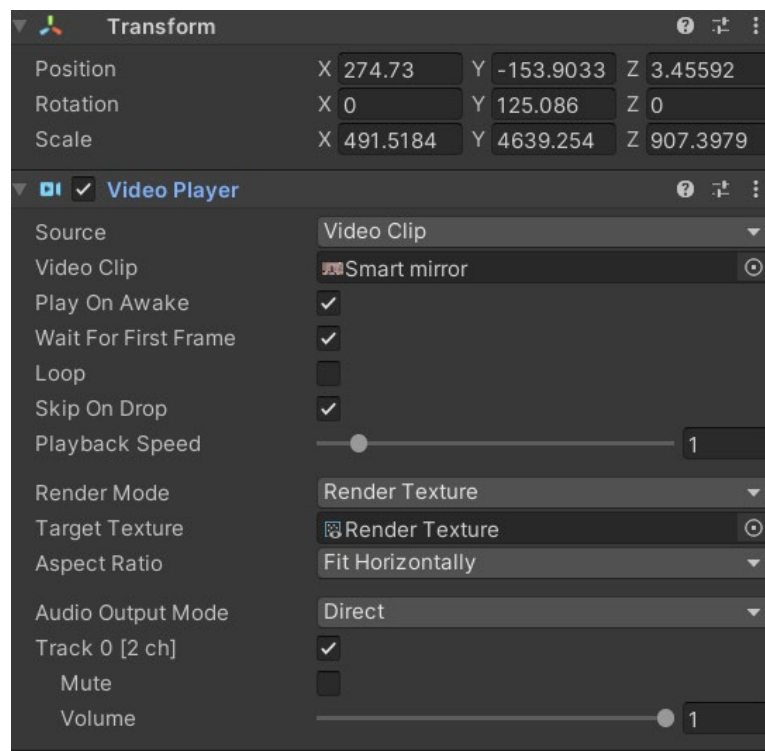 Transform
Position X 274.73 Y -153.9033 Z 3.45592
Rotation X 0 Y 125.086 Z 0
Scale X 491.5184 Y 4639.254 Z 907.3979
Video Player
Source Video Clip
Video Clip Smart mirror
Play On Awake
Wait For First Frame
Loop
Skip On Drop
Playback Speed 1
Render Mode Render Texture
Target Texture Render Texture
Aspect Ratio Fit Horizontally
Audio Output Mode Direct
Track 0 [2 ch]
Mute
Volume 1